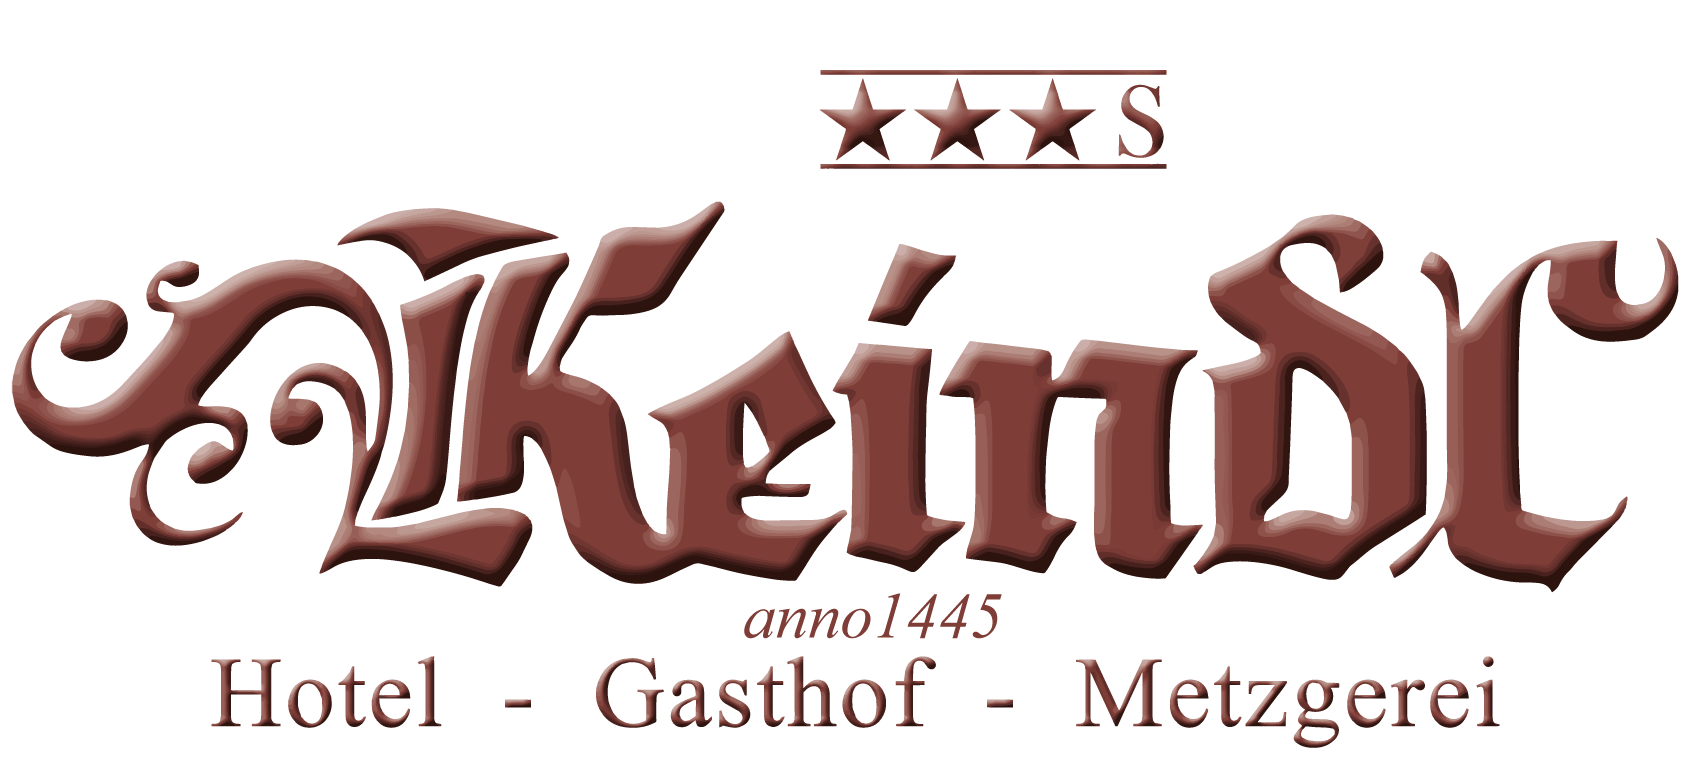 ★★★ S
Keindl
anno1445
Hotel - Gasthof - Metzgerei